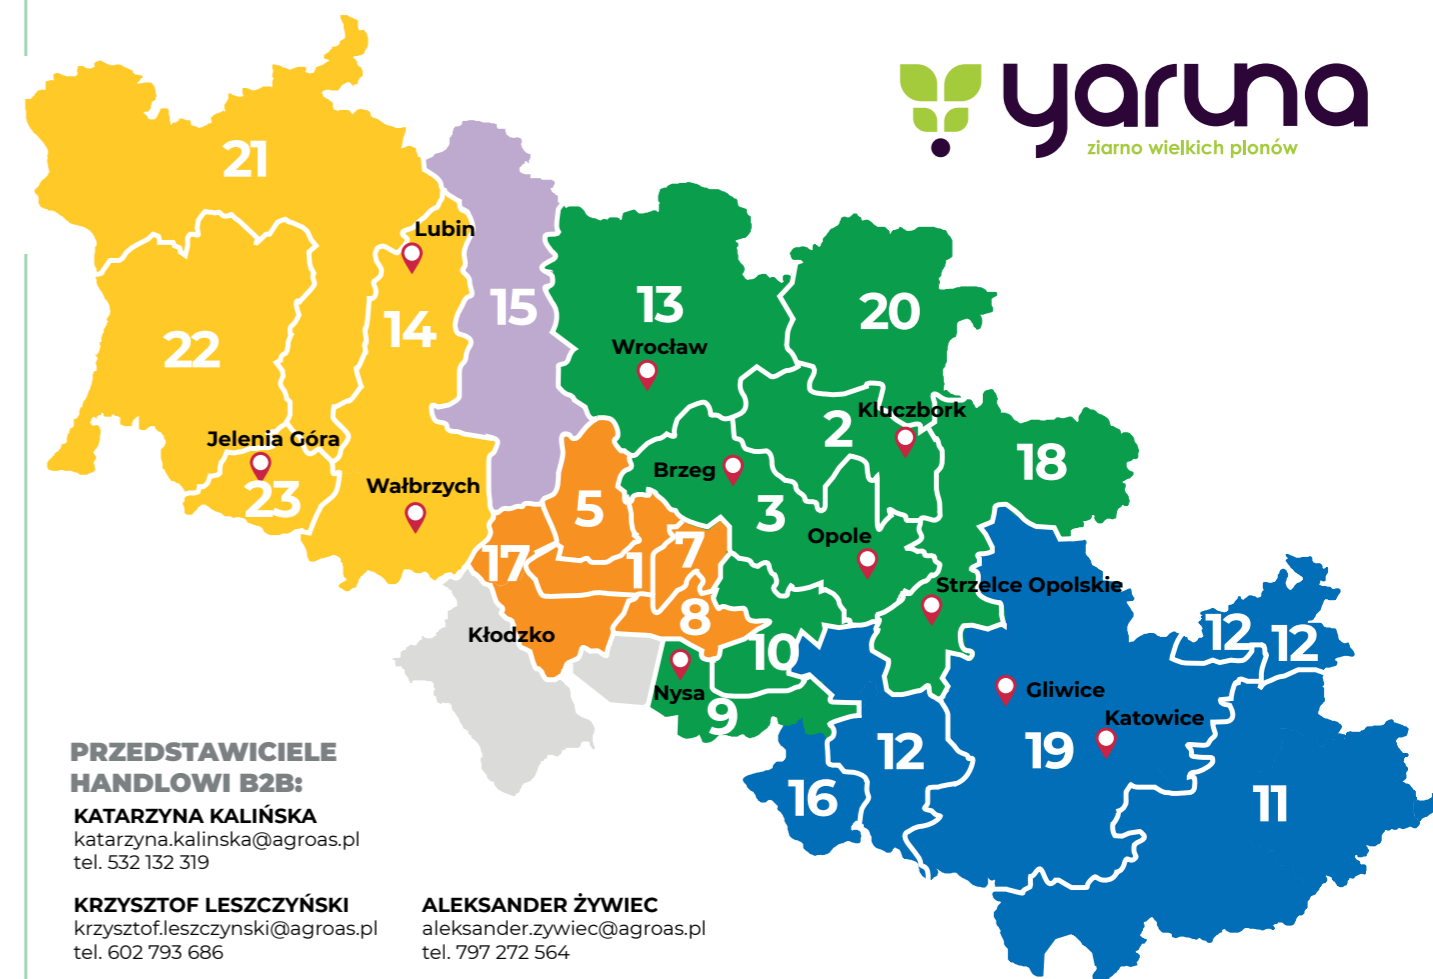 yaruna
ziarno wielkich plonów
21
Lubin
15
13
20
14
22
Wrocław
2
Kluczbork
Jelenia Góra
18
Brzeg
Wałbrzych
23
5
3
Opole
17
1
7
Strzelce Opolskie
8
Kłodzko
12
12
10
Nysa
Gliwice
9
Katowice
12
19
16
11
PRZEDSTAWICIELE
HANDLOWI B2B:
KATARZYNA KALIŃSKA
katarzyna.kalinska@agroas.pl
tel. 532 132 319
KRZYSZTOF LESZCZYŃSKI
krzysztof.leszczynski@agroas.pl
tel. 602 793 686
ALEKSANDER ŻYWIEC
aleksander.zywiec@agroas.pl
tel. 797 272 564